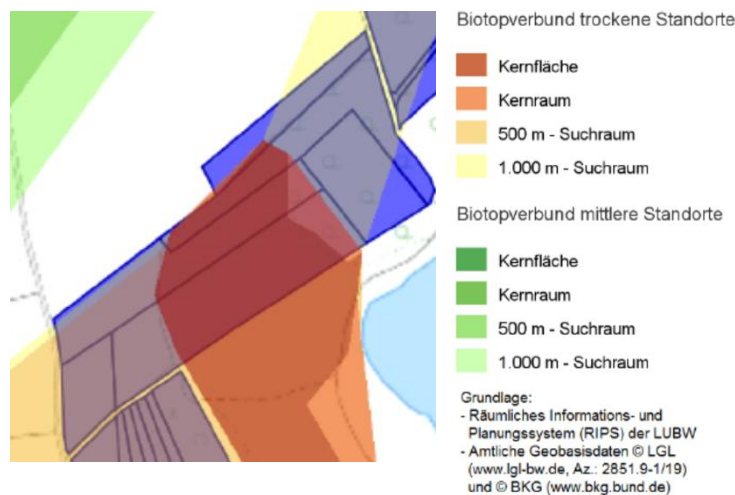 Biotopverbund trockene Standorte
Kernfläche
Kernraum
500 m - Suchraum
1.000 m - Suchraum
Biotopverbund mittlere Standorte
Kernfläche
Kernraum
500 m - Suchraum
1.000 m - Suchraum
Grundlage:
- Räumliches Informations- und
Planungssystem (RIPS) der LUBW
- Amtliche Geobasisdaten © LGL
(www.lgl-bw.de, Az.: 2851.9-1/19)
und © BKG (www.bkg.bund.de)